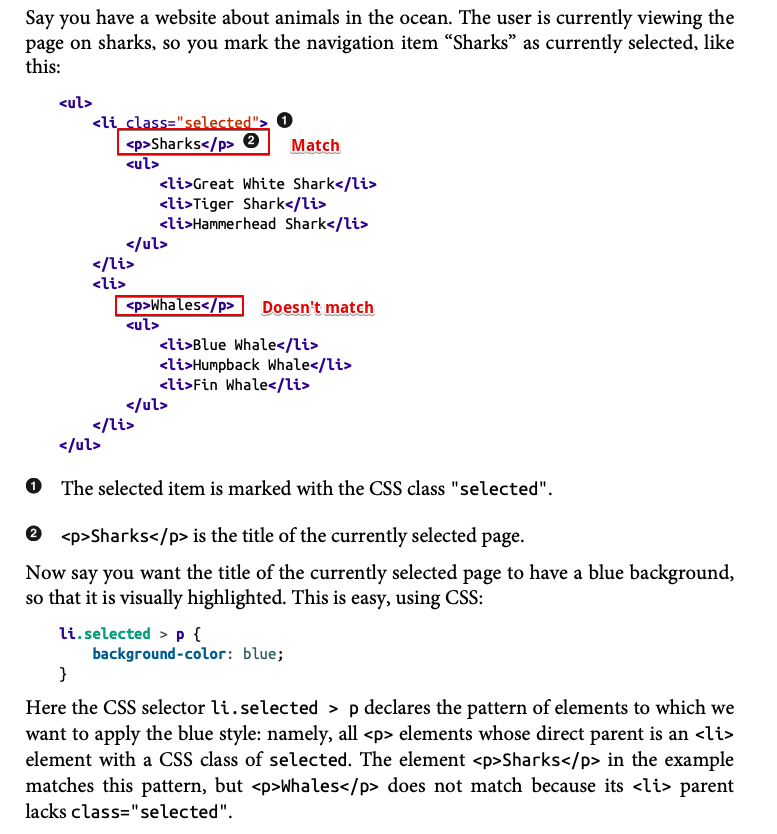 Say you have a website about animals in the ocean. The user is currently viewing the
page on sharks, so you mark the navigation item “Sharks” as currently selected, like
this:
<ul>
<li class="selected"> ❶
<p>Sharks</p> ❷ Match
<ul>
<li>Great White Shark</li>
<li>Tiger Shark</li>
<li>Hammerhead Shark</li>
</ul>
</li>
<li>
<p>Whales</p> Doesn't match
<ul>
<li>Blue Whale</li>
<li>Humpback Whale</li>
<li>Fin Whale</li>
</ul>
</li>
</ul>
❶ The selected item is marked with the CSS class "selected".
❷ <p>Sharks</p> is the title of the currently selected page.
Now say you want the title of the currently selected page to have a blue background,
so that it is visually highlighted. This is easy, using CSS:
li.selected > p {
background-color: blue;
}
Here the CSS selector li.selected > p declares the pattern of elements to which we
want to apply the blue style: namely, all <p> elements whose direct parent is an <li>
element with a CSS class of selected. The element <p>Sharks</p> in the example
matches this pattern, but <p>Whales</p> does not match because its <li> parent
lacks class="selected".